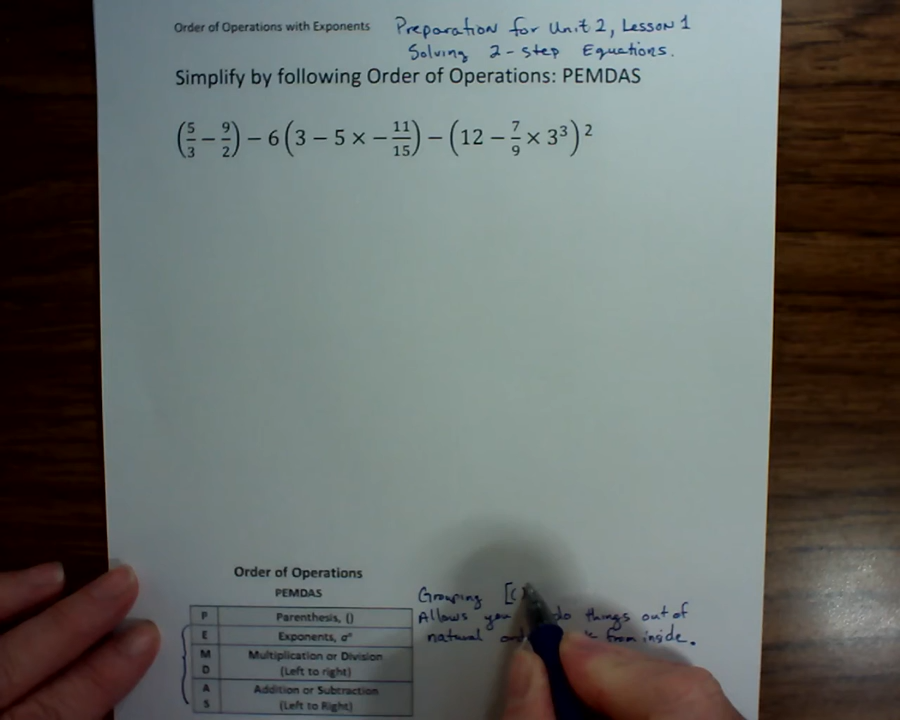 Order of Operations with Exponents Preparation for Unit 2, Lesson 1
Solving 2-step Equations.
Simplify by following Order of Operations: PEMDAS
(5/3 − 9/2) − 6(3 − 5 × −11/15) − (12 − 7/9 × 3³)²
Order of Operations
PEMDAS
Grouping [(
P Parenthesis, ()
Allows you do things out of
E Exponents, aⁿ
natural from inside.
M Multiplication or Division
D (Left to right)
A Addition or Subtraction
S (Left to Right)